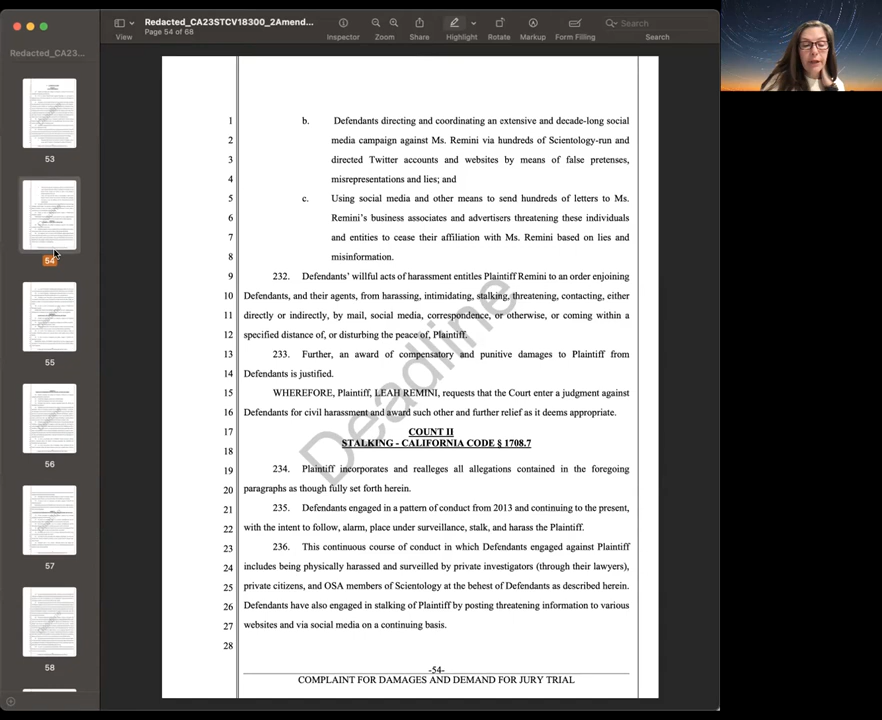 Redacted_CA23...
Redacted_CA23STCV18300_2Amend...
Page 54 of 68
View
Inspector
Zoom
Share
Highlight
Rotate
Markup
Form Filling
Search
Search
53
54
55
56
57
58
1 b. Defendants directing and coordinating an extensive and decade-long social
2 media campaign against Ms. Remini via hundreds of Scientology-run and
3 directed Twitter accounts and websites by means of false pretenses,
4 misrepresentations and lies; and
5 c. Using social media and other means to send hundreds of letters to Ms.
6 Remini's business associates and advertisers threatening these individuals
7 and entities to cease their affiliation with Ms. Remini based on lies and
8 misinformation.
9 232. Defendants' willful acts of harassment entitles Plaintiff Remini to an order enjoining
10 Defendants, and their agents, from harassing, intimidating, stalking, threatening, contacting, either
11 directly or indirectly, by mail, social media, correspondence, or otherwise, or coming within a
12 specified distance of, or disturbing the peace of, Plaintiff.
13 233. Further, an award of compensatory and punitive damages to Plaintiff from
14 Defendants is justified.
15 WHEREFORE, Plaintiff, LEAH REMINI, requests that the Court enter a judgment against
16 Defendants for civil harassment and award such other and further relief as it deems appropriate.
17 COUNT II
STALKING - CALIFORNIA CODE § 1708.7
18
19 234. Plaintiff incorporates and realleges all allegations contained in the foregoing
20 paragraphs as though fully set forth herein.
21 235. Defendants engaged in a pattern of conduct from 2013 and continuing to the present,
22 with the intent to follow, alarm, place under surveillance, stalk, and harass the Plaintiff.
23 236. This continuous course of conduct in which Defendants engaged against Plaintiff
24 includes being physically harassed and surveilled by private investigators (through their lawyers),
25 private citizens, and OSA members of Scientology at the behest of Defendants as described herein.
26 Defendants have also engaged in stalking of Plaintiff by posting threatening information to various
27 websites and via social media on a continuing basis.
28
-54-
COMPLAINT FOR DAMAGES AND DEMAND FOR JURY TRIAL
Deadline